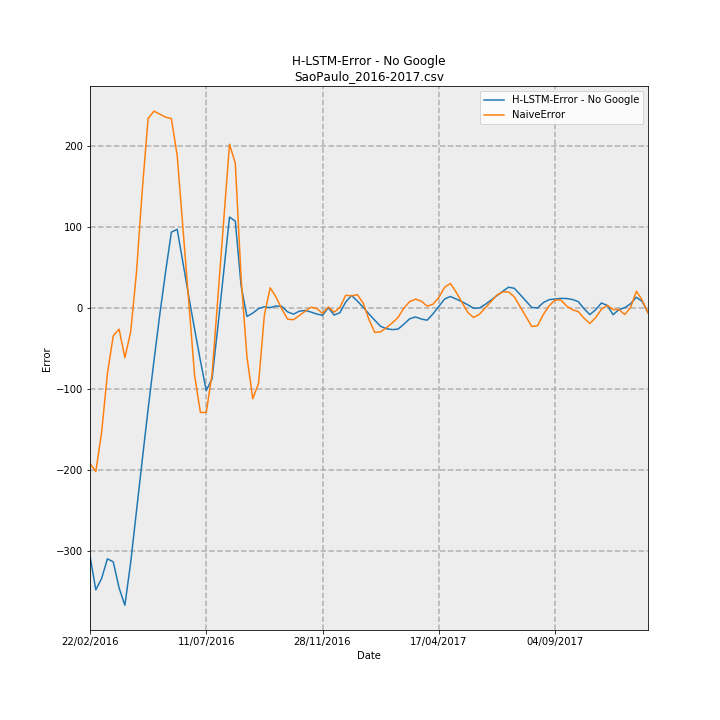 H-LSTM-Error - No Google
SaoPaulo_2016-2017.csv
H-LSTM-Error - No Google
NaiveError
200
100
0
−100
−200
−300
Error
22/02/2016
11/07/2016
28/11/2016
17/04/2017
04/09/2017
Date